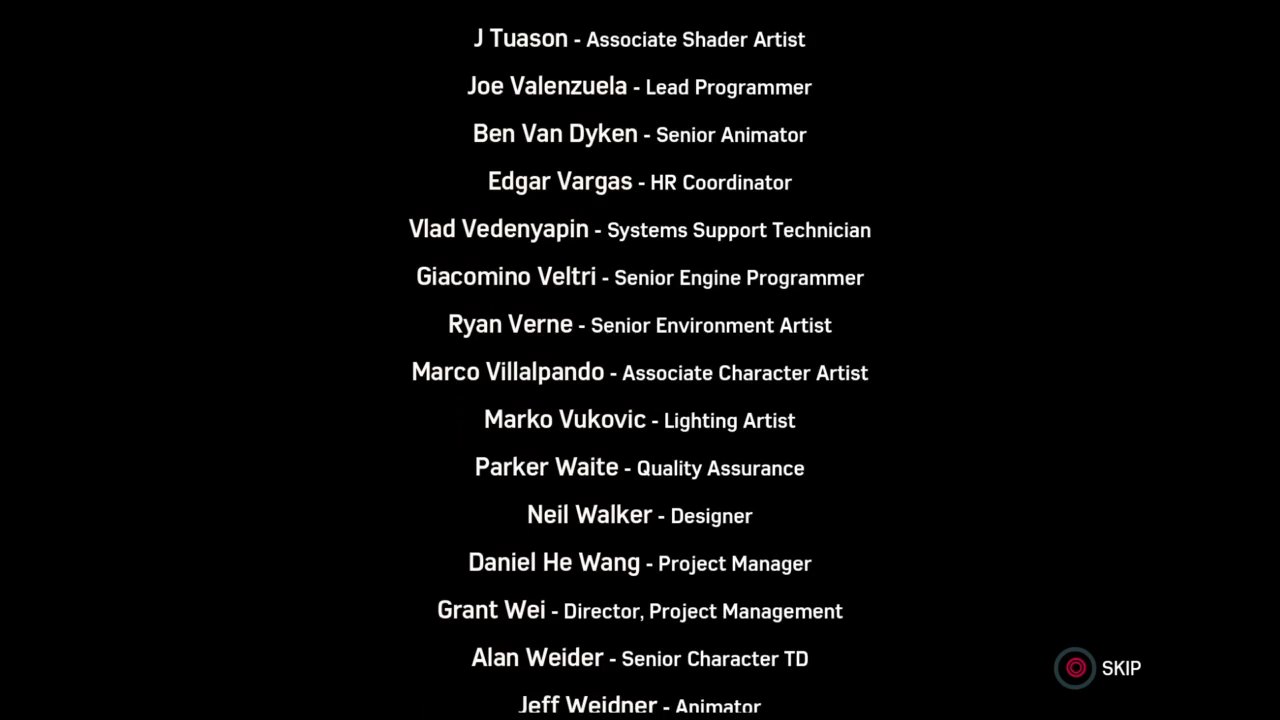 J Tuason - Associate Shader Artist
Joe Valenzuela - Lead Programmer
Ben Van Dyken - Senior Animator
Edgar Vargas - HR Coordinator
Vlad Vedenyapin - Systems Support Technician
Giacomino Veltri - Senior Engine Programmer
Ryan Verne - Senior Environment Artist
Marco Villalpando - Associate Character Artist
Marko Vukovic - Lighting Artist
Parker Waite - Quality Assurance
Neil Walker - Designer
Daniel He Wang - Project Manager
Grant Wei - Director, Project Management
Alan Weider - Senior Character TD
SKIP
Jeff Weidner - Animator